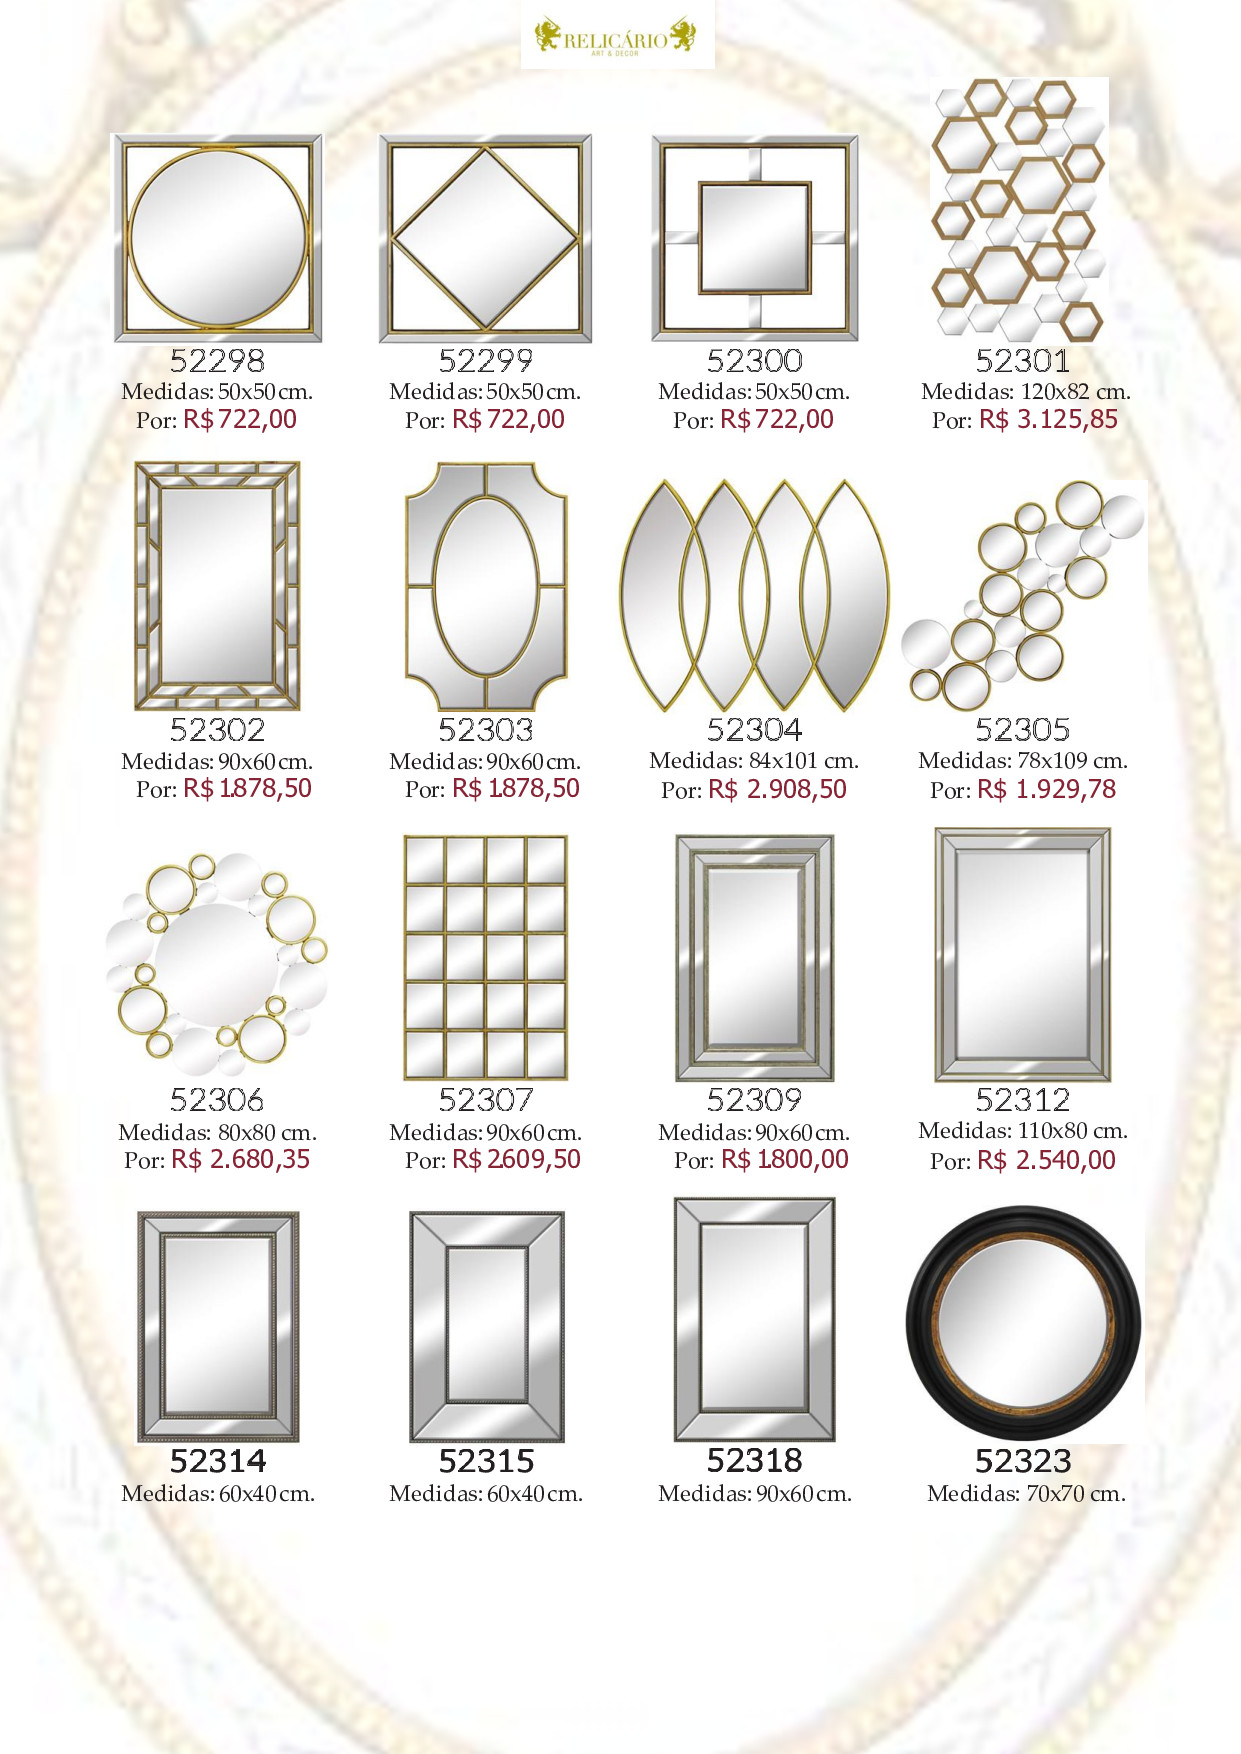 RELICÁRIO
ART & DECOR
52298
Medidas: 50x50 cm.
Por: R$ 722,00
52299
Medidas: 50x50 cm.
Por: R$ 722,00
52300
Medidas: 50x50 cm.
Por: R$ 722,00
52301
Medidas: 120x82 cm.
Por: R$ 3.125,85
52302
Medidas: 90x60 cm.
Por: R$ 1.878,50
52303
Medidas: 90x60 cm.
Por: R$ 1.878,50
52304
Medidas: 84x101 cm.
Por: R$ 2.908,50
52305
Medidas: 78x109 cm.
Por: R$ 1.929,78
52306
Medidas: 80x80 cm.
Por: R$ 2.680,35
52307
Medidas: 90x60 cm.
Por: R$ 2.609,50
52309
Medidas: 90x60 cm.
Por: R$ 1.800,00
52312
Medidas: 110x80 cm.
Por: R$ 2.540,00
52314
Medidas: 60x40 cm.
52315
Medidas: 60x40 cm.
52318
Medidas: 90x60 cm.
52323
Medidas: 70x70 cm.